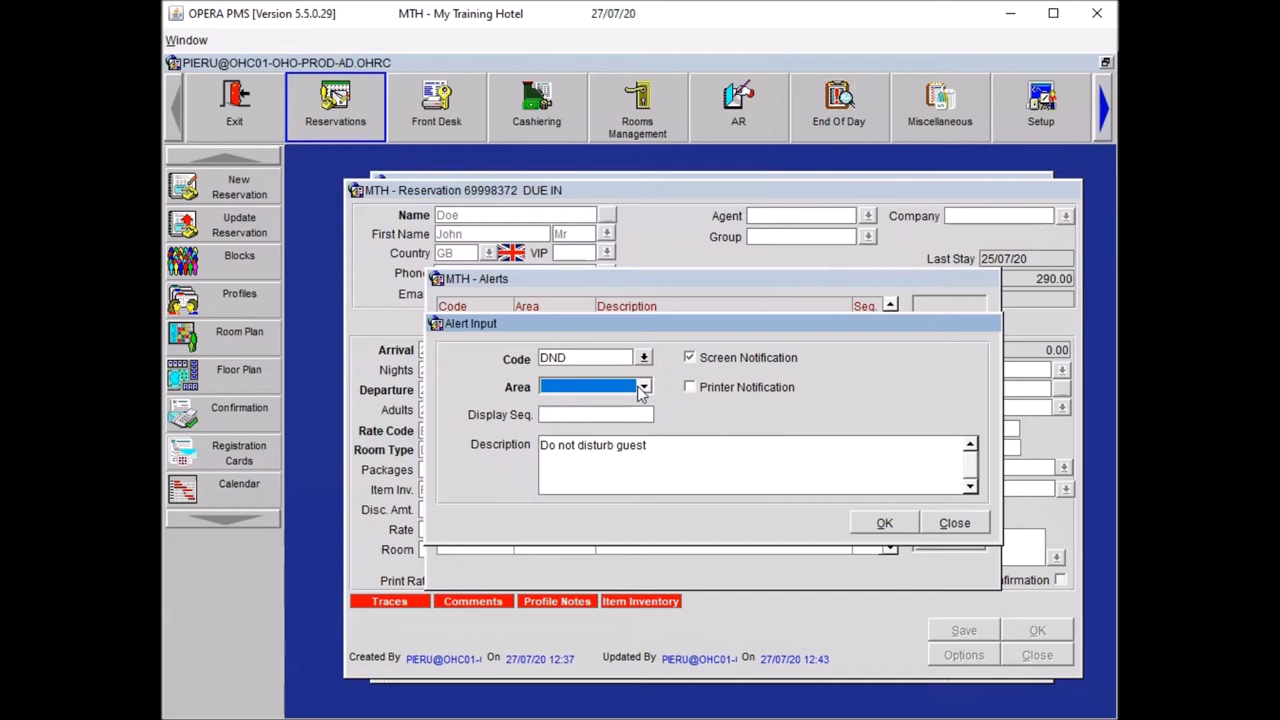 OPERA PMS [Version 5.5.0.29] MTH - My Training Hotel 27/07/20
Window
PIERU@OHC01-OHO-PROD-AD.OHRC
Exit Reservations Front Desk Cashiering Rooms Management AR End Of Day Miscellaneous Setup
New Reservation
Update Reservation
Blocks
Profiles
Room Plan
Floor Plan
Confirmation
Registration Cards
Calendar
MTH - Reservation 69998372 DUE IN
Name Doe Agent Company
First Name John Mr Group
Country GB VIP
Last Stay 25/07/20
Phone
290.00
Arrival
0.00
Nights
Departure
Adults
Rate Code
Room Type
Packages
Item Inv.
Disc. Amt.
Rate
Room
Print
MTH - Alerts
Code Area Description Seq.
Alert Input
Code DND Screen Notification
Area Printer Notification
Display Seq.
Description Do not disturb guest
OK Close
Traces Comments Profile Notes Item Inventory
Save OK
Options Close
Created By PIERU@OHC01- On 27/07/20 12:37 Updated By PIERU@OHC01- On 27/07/20 12:43